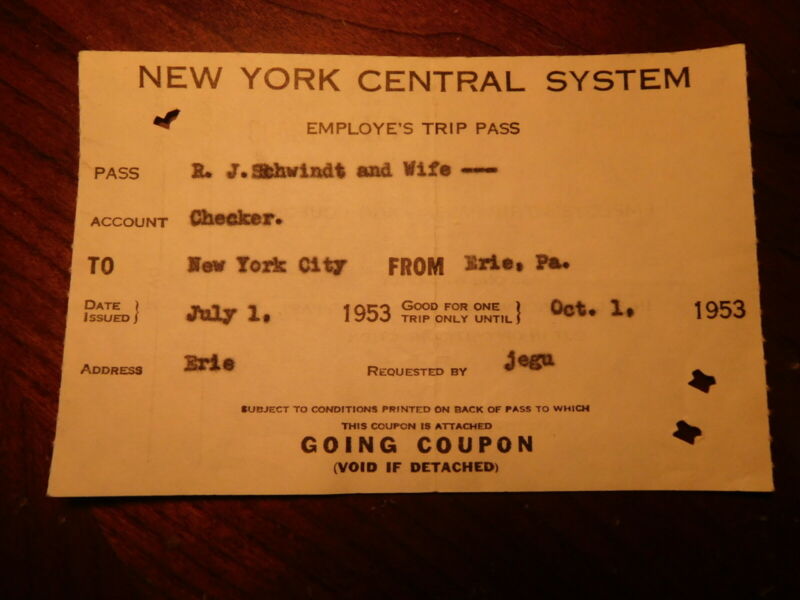 NEW YORK CENTRAL SYSTEM
EMPLOYE'S TRIP PASS
PASS R. J. Schwindt and Wife ---
ACCOUNT Checker.
TO New York City FROM Erie, Pa.
DATE ISSUED } July 1, 1953 GOOD FOR ONE TRIP ONLY UNTIL } Oct. 1, 1953
ADDRESS Erie REQUESTED BY jegu
SUBJECT TO CONDITIONS PRINTED ON BACK OF PASS TO WHICH
THIS COUPON IS ATTACHED
GOING COUPON
(VOID IF DETACHED)